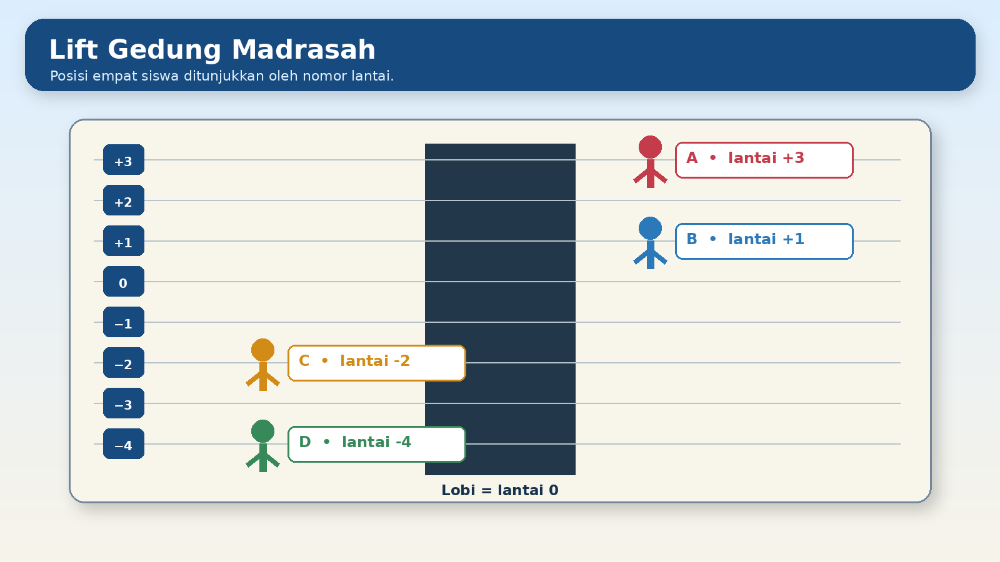 Lift Gedung Madrasah
Posisi empat siswa ditunjukkan oleh nomor lantai.
+3
A • lantai +3
+2
+1
B • lantai +1
0
−1
−2
C • lantai -2
−3
−4
D • lantai -4
Lobi = lantai 0